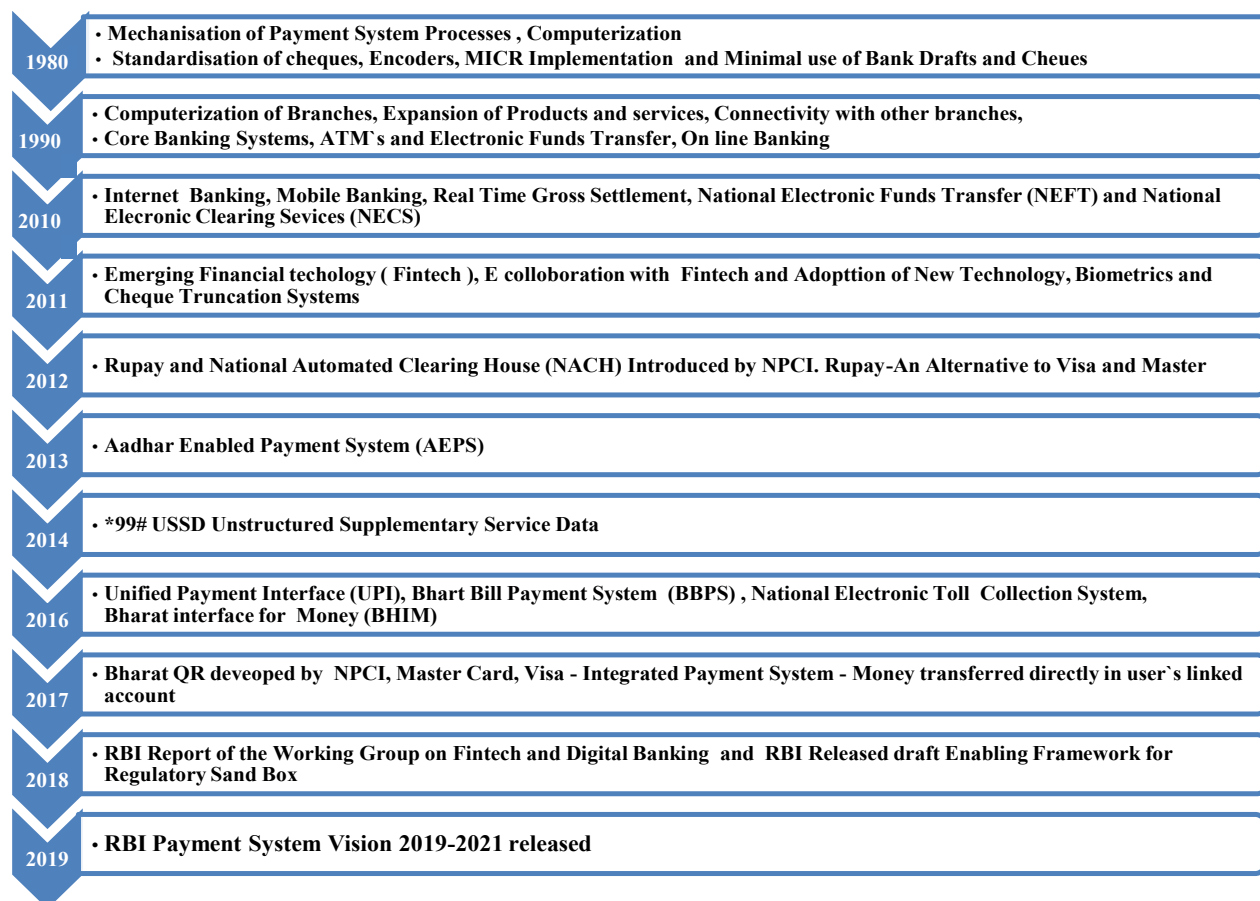 1980
• Mechanisation of Payment System Processes , Computerization
• Standardisation of cheques, Encoders, MICR Implementation and Minimal use of Bank Drafts and Cheues
1990
• Computerization of Branches, Expansion of Products and services, Connectivity with other branches,
• Core Banking Systems, ATM`s and Electronic Funds Transfer, On line Banking
2010
• Internet Banking, Mobile Banking, Real Time Gross Settlement, National Electronic Funds Transfer (NEFT) and National
Elecronic Clearing Sevices (NECS)
2011
• Emerging Financial techology ( Fintech ), E colloboration with Fintech and Adopttion of New Technology, Biometrics and
Cheque Truncation Systems
2012
• Rupay and National Automated Clearing House (NACH) Introduced by NPCI. Rupay-An Alternative to Visa and Master
2013
• Aadhar Enabled Payment System (AEPS)
2014
• *99# USSD Unstructured Supplementary Service Data
2016
• Unified Payment Interface (UPI), Bhart Bill Payment System (BBPS) , National Electronic Toll Collection System,
Bharat interface for Money (BHIM)
2017
• Bharat QR deveoped by NPCI, Master Card, Visa - Integrated Payment System - Money transferred directly in user`s linked
account
2018
• RBI Report of the Working Group on Fintech and Digital Banking and RBI Released draft Enabling Framework for
Regulatory Sand Box
2019
• RBI Payment System Vision 2019-2021 released